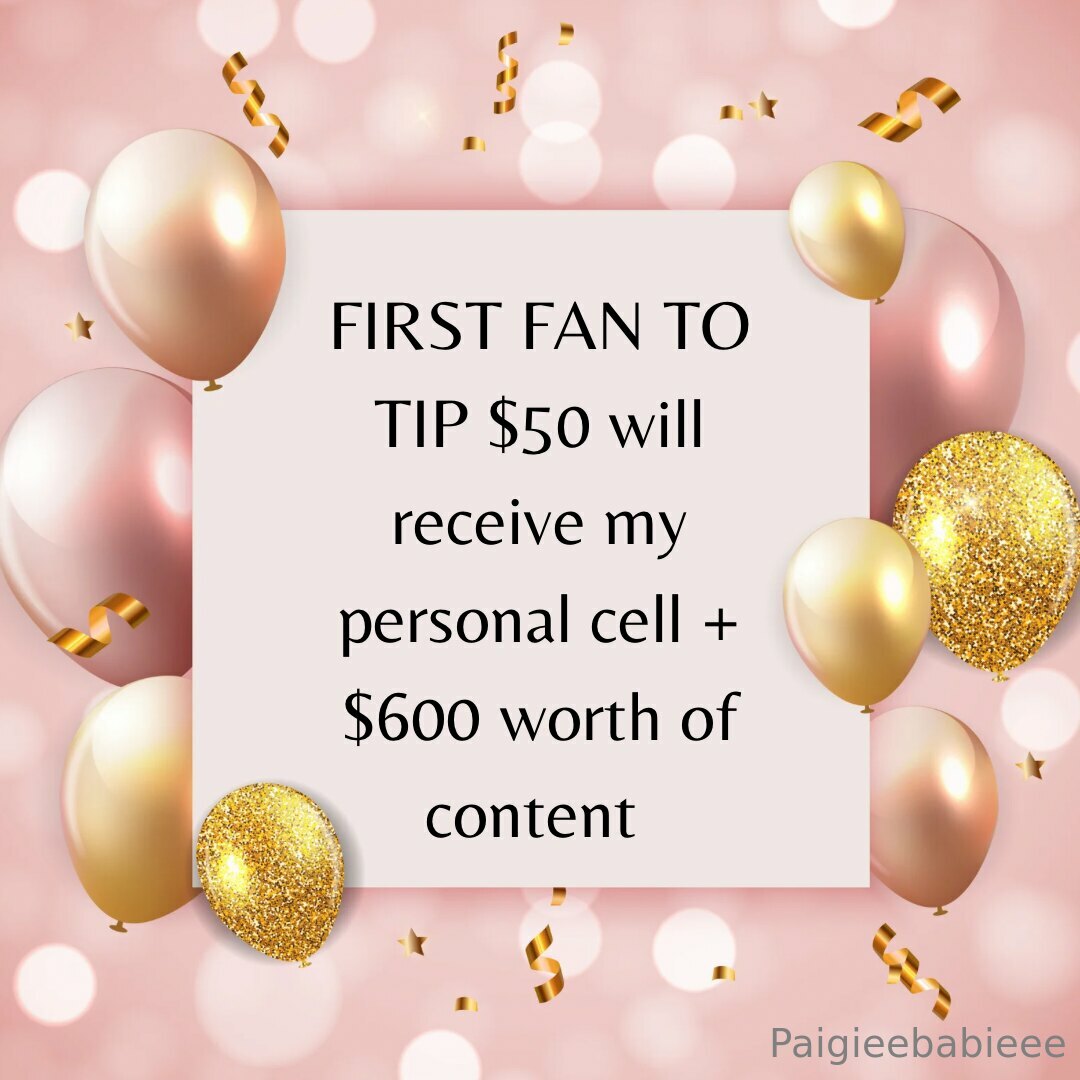 FIRST FAN TO
TIP $50 will
receive my
personal cell +
$600 worth of
content
Paigieebabieee